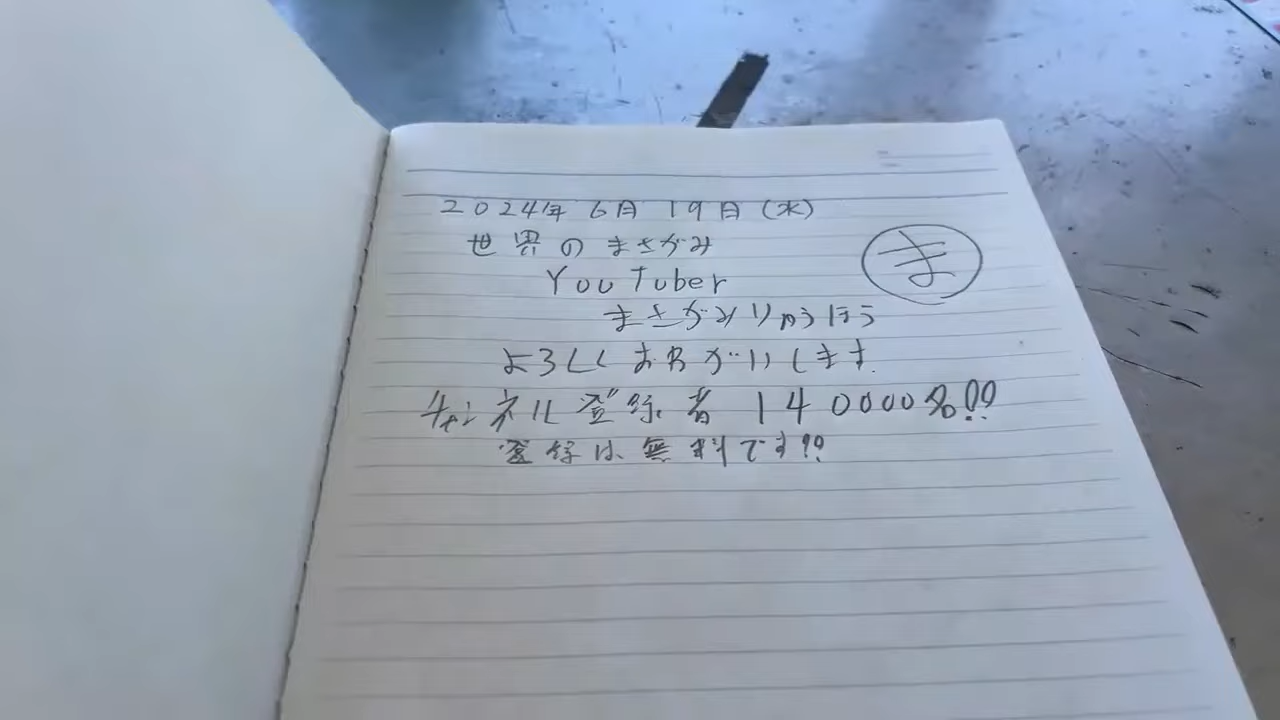 2024年 6月 19日 (水)
世界の まさがみ
ま
YouTuber
まさがみりゅうほう
よろしくおねがいします.
チャンネル登録者 140000名!!
登録は無料です!!